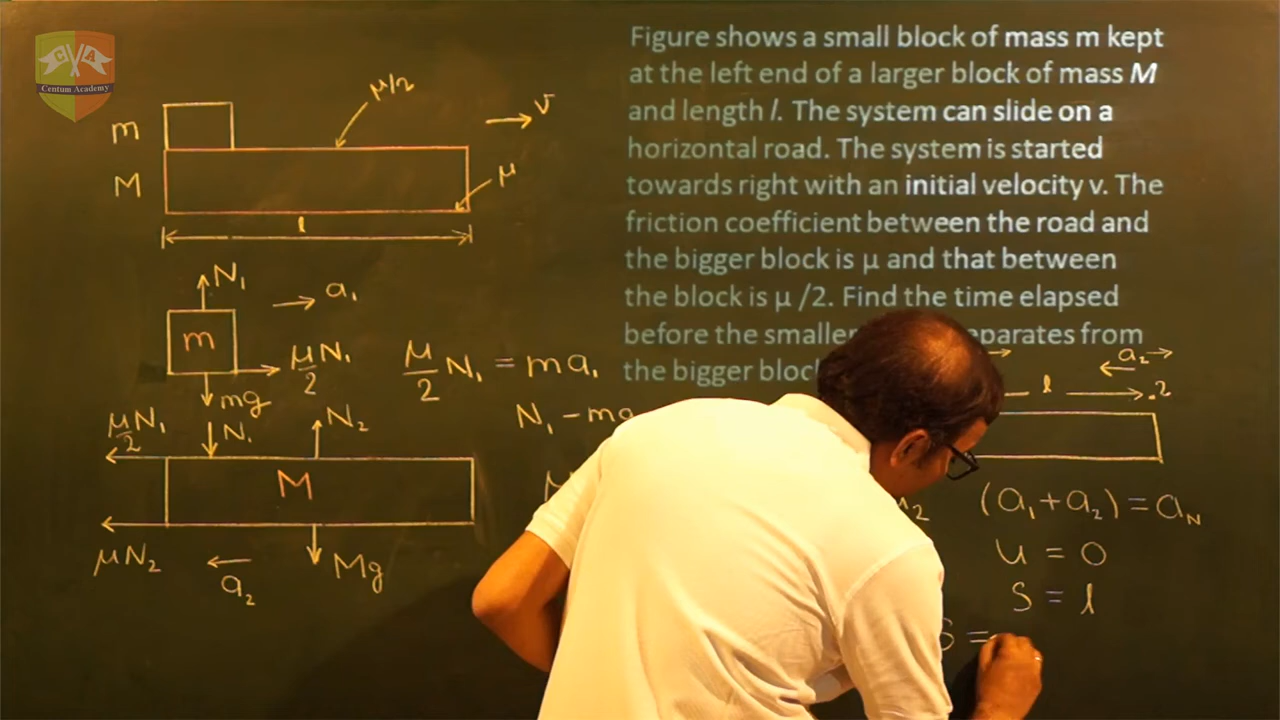 C A
Centum Academy
m
M
μ/2
v
μ
l
Figure shows a small block of mass m kept
at the left end of a larger block of mass M
and length l. The system can slide on a
horizontal road. The system is started
towards right with an initial velocity v. The
friction coefficient between the road and
the bigger block is μ and that between
the block is μ /2. Find the time elapsed
before the smaller separates from
the bigger block
N₁
a₁
m
μ/2 N₁
mg
μ/2 N₁ = ma₁
N₁ - mg
μ/2 N₁
N₁
N₂
M
μN₂
Mg
a₂
a₂
l
.2
(a₁ + a₂) = aN
u = 0
S = l
S =